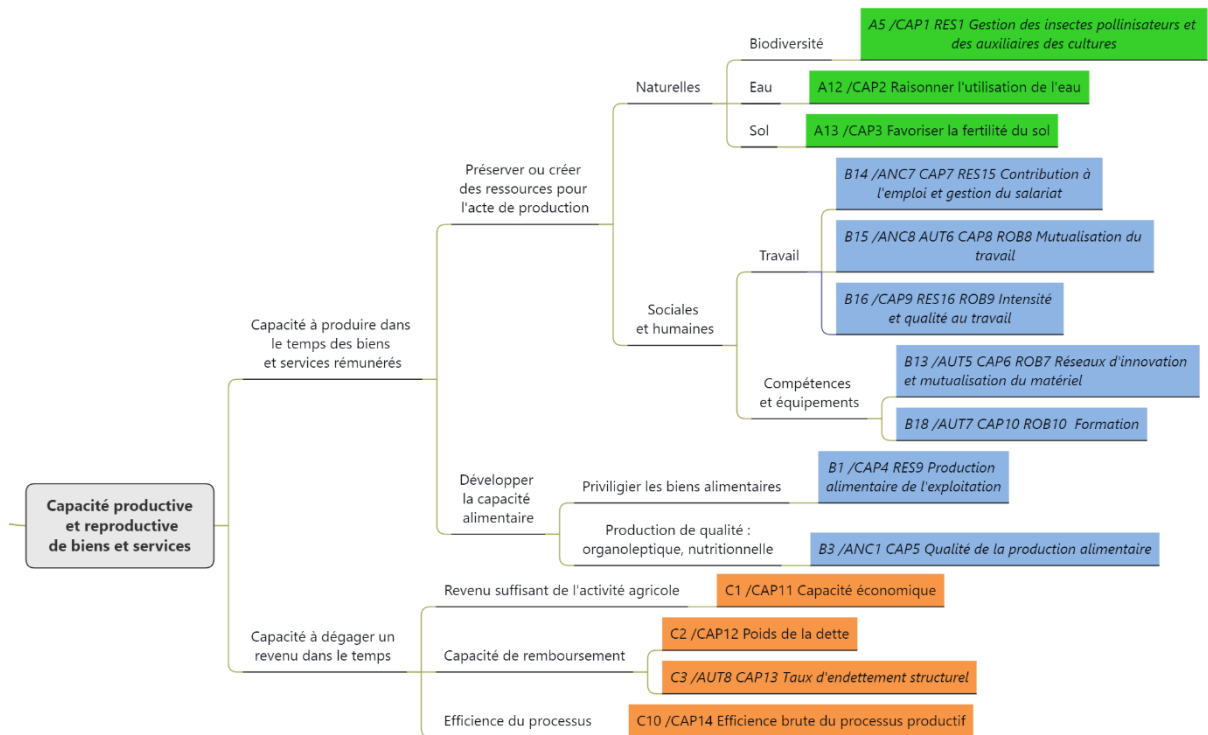 Capacité productive
et reproductive
de biens et services
Capacité à produire dans
le temps des biens
et services rémunérés
Préserver ou créer
des ressources pour
l'acte de production
Naturelles
Biodiversité
A5 /CAP1 RES1 Gestion des insectes pollinisateurs et
des auxiliaires des cultures
Eau
A12 /CAP2 Raisonner l'utilisation de l'eau
Sol
A13 /CAP3 Favoriser la fertilité du sol
Sociales
et humaines
Travail
B14 /ANC7 CAP7 RES15 Contribution à
l'emploi et gestion du salariat
B15 /ANC8 AUT6 CAP8 ROB8 Mutualisation du
travail
B16 /CAP9 RES16 ROB9 Intensité
et qualité au travail
Compétences
et équipements
B13 /AUT5 CAP6 ROB7 Réseaux d'innovation
et mutualisation du matériel
B18 /AUT7 CAP10 ROB10 Formation
Développer
la capacité
alimentaire
Priviligier les biens alimentaires
B1 /CAP4 RES9 Production
alimentaire de l'exploitation
Production de qualité :
organoleptique, nutritionnelle
B3 /ANC1 CAP5 Qualité de la production alimentaire
Capacité à dégager un
revenu dans le temps
Revenu suffisant de l'activité agricole
C1 /CAP11 Capacité économique
Capacité de remboursement
C2 /CAP12 Poids de la dette
C3 /AUT8 CAP13 Taux d'endettement structurel
Efficience du processus
C10 /CAP14 Efficience brute du processus productif